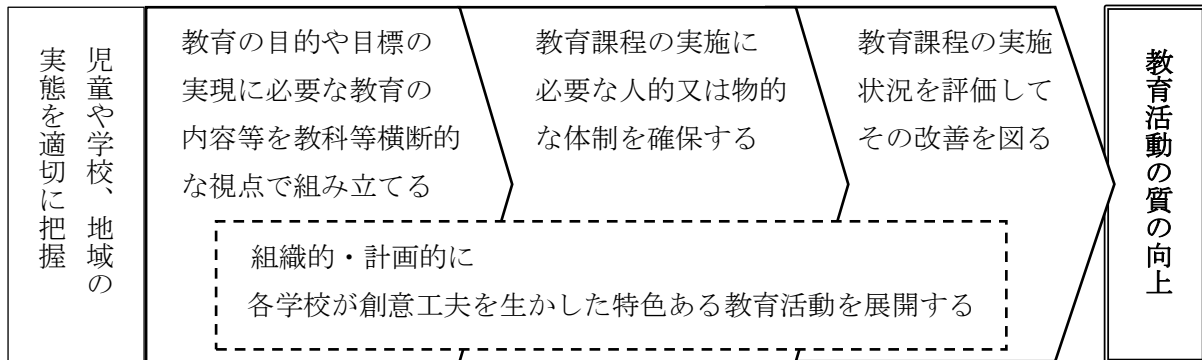 児童や学校、地域の
実態を適切に把握
教育の目的や目標の
実現に必要な教育の
内容等を教科等横断的
な視点で組み立てる
教育課程の実施に
必要な人的又は物的
な体制を確保する
教育課程の実施
状況を評価して
その改善を図る
組織的・計画的に
各学校が創意工夫を生かした特色ある教育活動を展開する
教育活動の質の向上